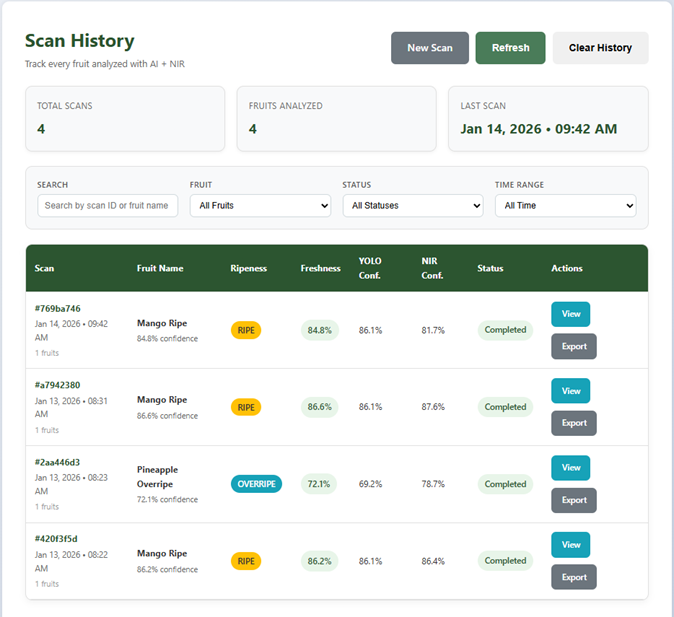 Scan History
Track every fruit analyzed with AI + NIR
New Scan
Refresh
Clear History
TOTAL SCANS
4
FRUITS ANALYZED
4
LAST SCAN
Jan 14, 2026 • 09:42 AM
SEARCH
Search by scan ID or fruit name
FRUIT
All Fruits
STATUS
All Statuses
TIME RANGE
All Time
Scan
Fruit Name
Ripeness
Freshness
YOLO
Conf.
NIR
Conf.
Status
Actions
#769ba746
Jan 14, 2026 • 09:42
AM
1 fruits
Mango Ripe
84.8% confidence
RIPE
84.8%
86.1%
81.7%
Completed
View
Export
#a7942380
Jan 13, 2026 • 08:31
AM
1 fruits
Mango Ripe
86.6% confidence
RIPE
86.6%
86.1%
87.6%
Completed
View
Export
#2aa446d3
Jan 13, 2026 • 08:23
AM
1 fruits
Pineapple
Overripe
72.1% confidence
OVERRIPE
72.1%
69.2%
78.7%
Completed
View
Export
#420f3f5d
Jan 13, 2026 • 08:22
AM
1 fruits
Mango Ripe
86.2% confidence
RIPE
86.2%
86.1%
86.4%
Completed
View
Export